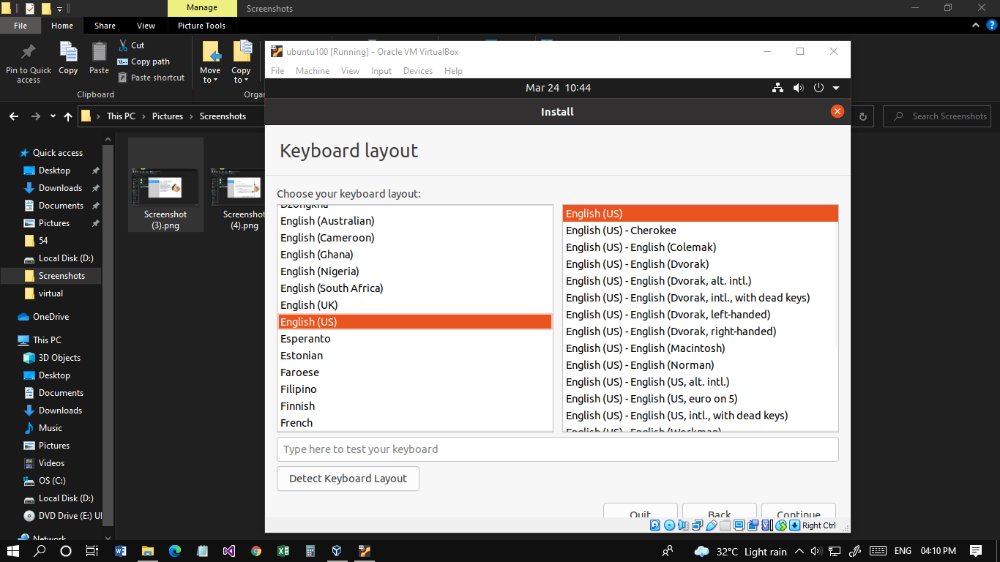 Manage
Screenshots
File
Home
Share
View
Picture Tools
Pin to Quick access
Copy
Paste
Cut
Copy path
Paste shortcut
Move to
Copy to
Clipboard
This PC
Pictures
Screenshots
Search Screenshots
Quick access
Desktop
Downloads
Documents
Pictures
54
Local Disk (D:)
Screenshots
virtual
OneDrive
This PC
3D Objects
Desktop
Documents
Downloads
Music
Pictures
Videos
OS (C:)
Local Disk (D:)
DVD Drive (E:)
Network
Screenshot (3).png
Screenshot (4).png
ubuntu100 [Running] - Oracle VM VirtualBox
File Machine View Input Devices Help
Mar 24 10:44
Install
Keyboard layout
Choose your keyboard layout:
Dzongkha
English (Australian)
English (Cameroon)
English (Ghana)
English (Nigeria)
English (South Africa)
English (UK)
English (US)
Esperanto
Estonian
Faroese
Filipino
Finnish
French
English (US)
English (US) - Cherokee
English (US) - English (Colemak)
English (US) - English (Dvorak)
English (US) - English (Dvorak, alt. intl.)
English (US) - English (Dvorak, intl., with dead keys)
English (US) - English (Dvorak, left-handed)
English (US) - English (Dvorak, right-handed)
English (US) - English (Macintosh)
English (US) - English (Norman)
English (US) - English (US, alt. intl.)
English (US) - English (US, euro on 5)
English (US) - English (US, intl., with dead keys)
English (US) - English (Workman)
Type here to test your keyboard
Detect Keyboard Layout
Quit
Back
Continue
Right Ctrl
32°C Light rain
ENG
04:10 PM